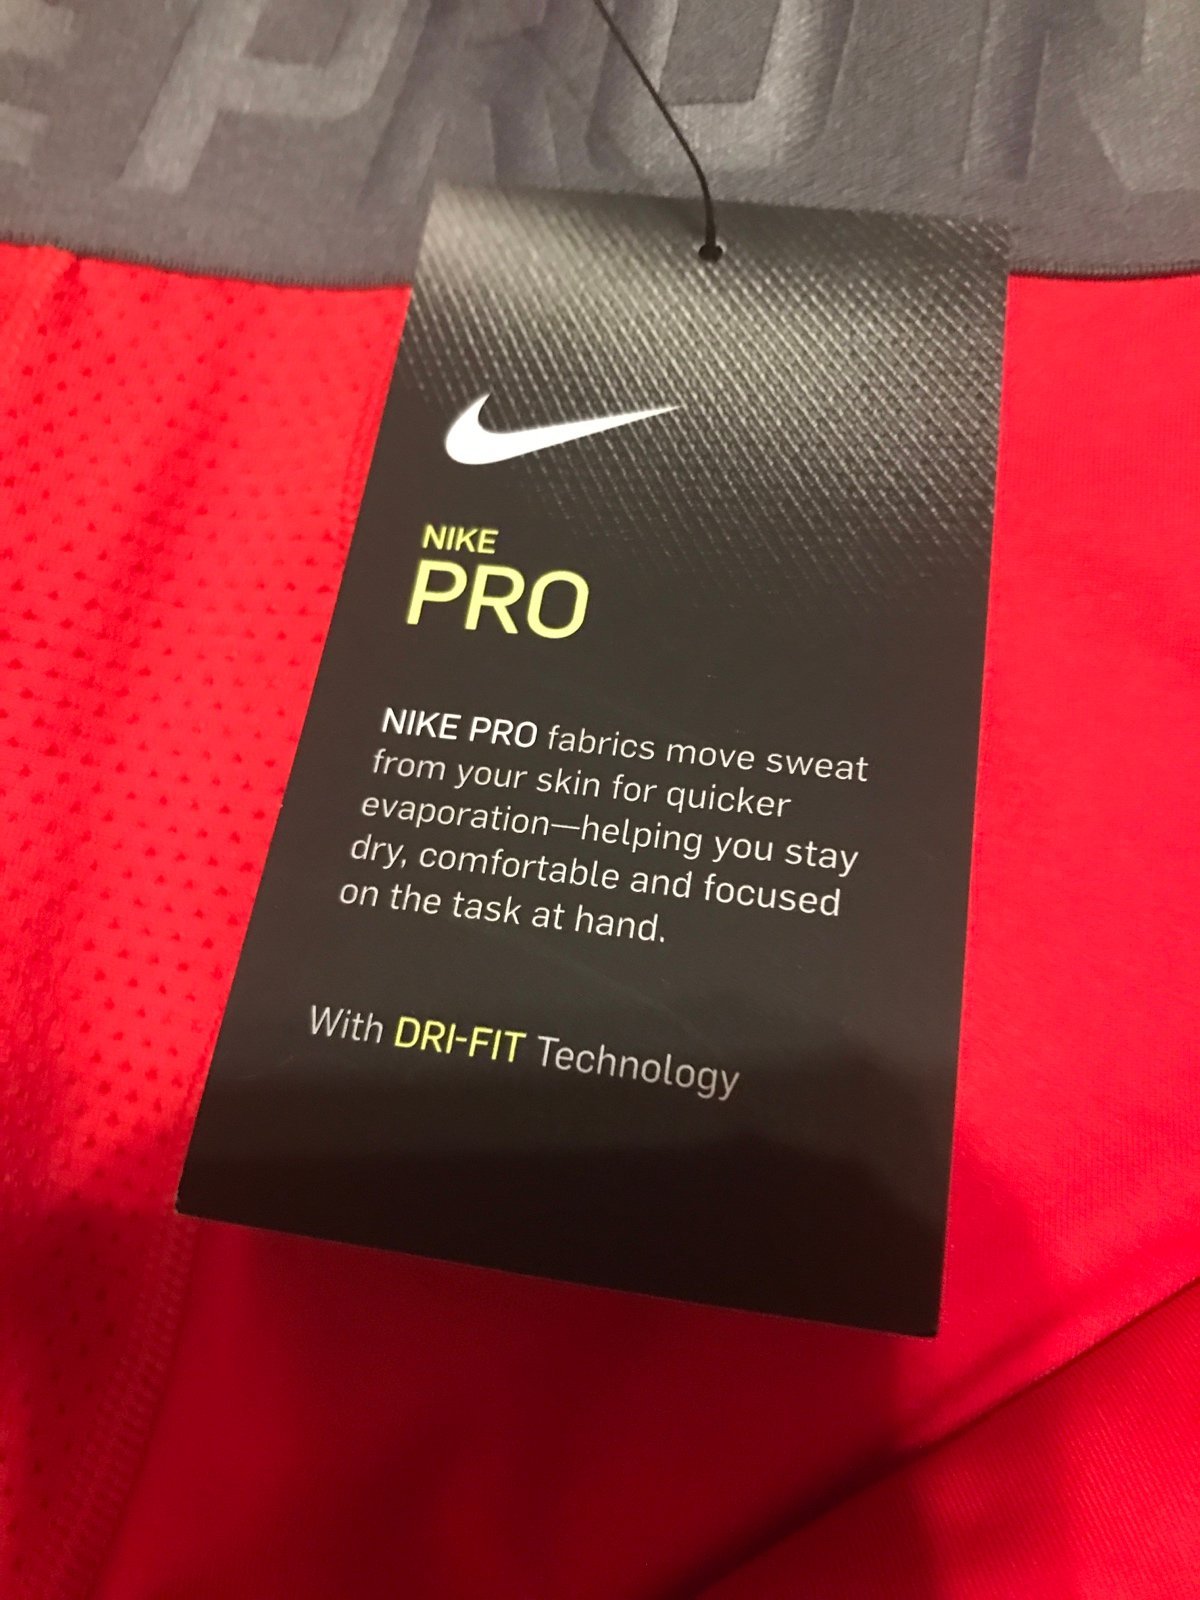 E PRO N
NIKE
PRO
NIKE PRO fabrics move sweat
from your skin for quicker
evaporation—helping you stay
dry, comfortable and focused
on the task at hand.
With DRI-FIT Technology